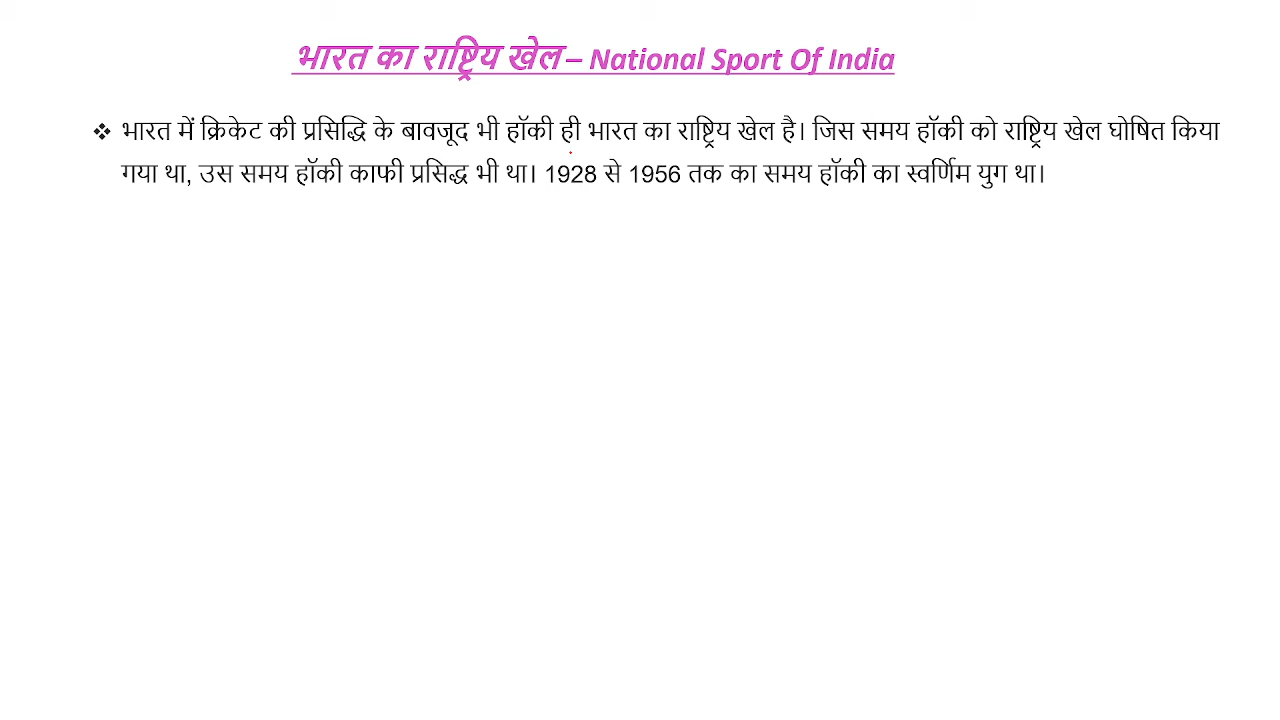 भारत का राष्ट्रिय खेल – National Sport Of India
❖ भारत में क्रिकेट की प्रसिद्धि के बावजूद भी हॉकी ही भारत का राष्ट्रिय खेल है। जिस समय हॉकी को राष्ट्रिय खेल घोषित किया
गया था, उस समय हॉकी काफी प्रसिद्ध भी था। 1928 से 1956 तक का समय हॉकी का स्वर्णिम युग था।